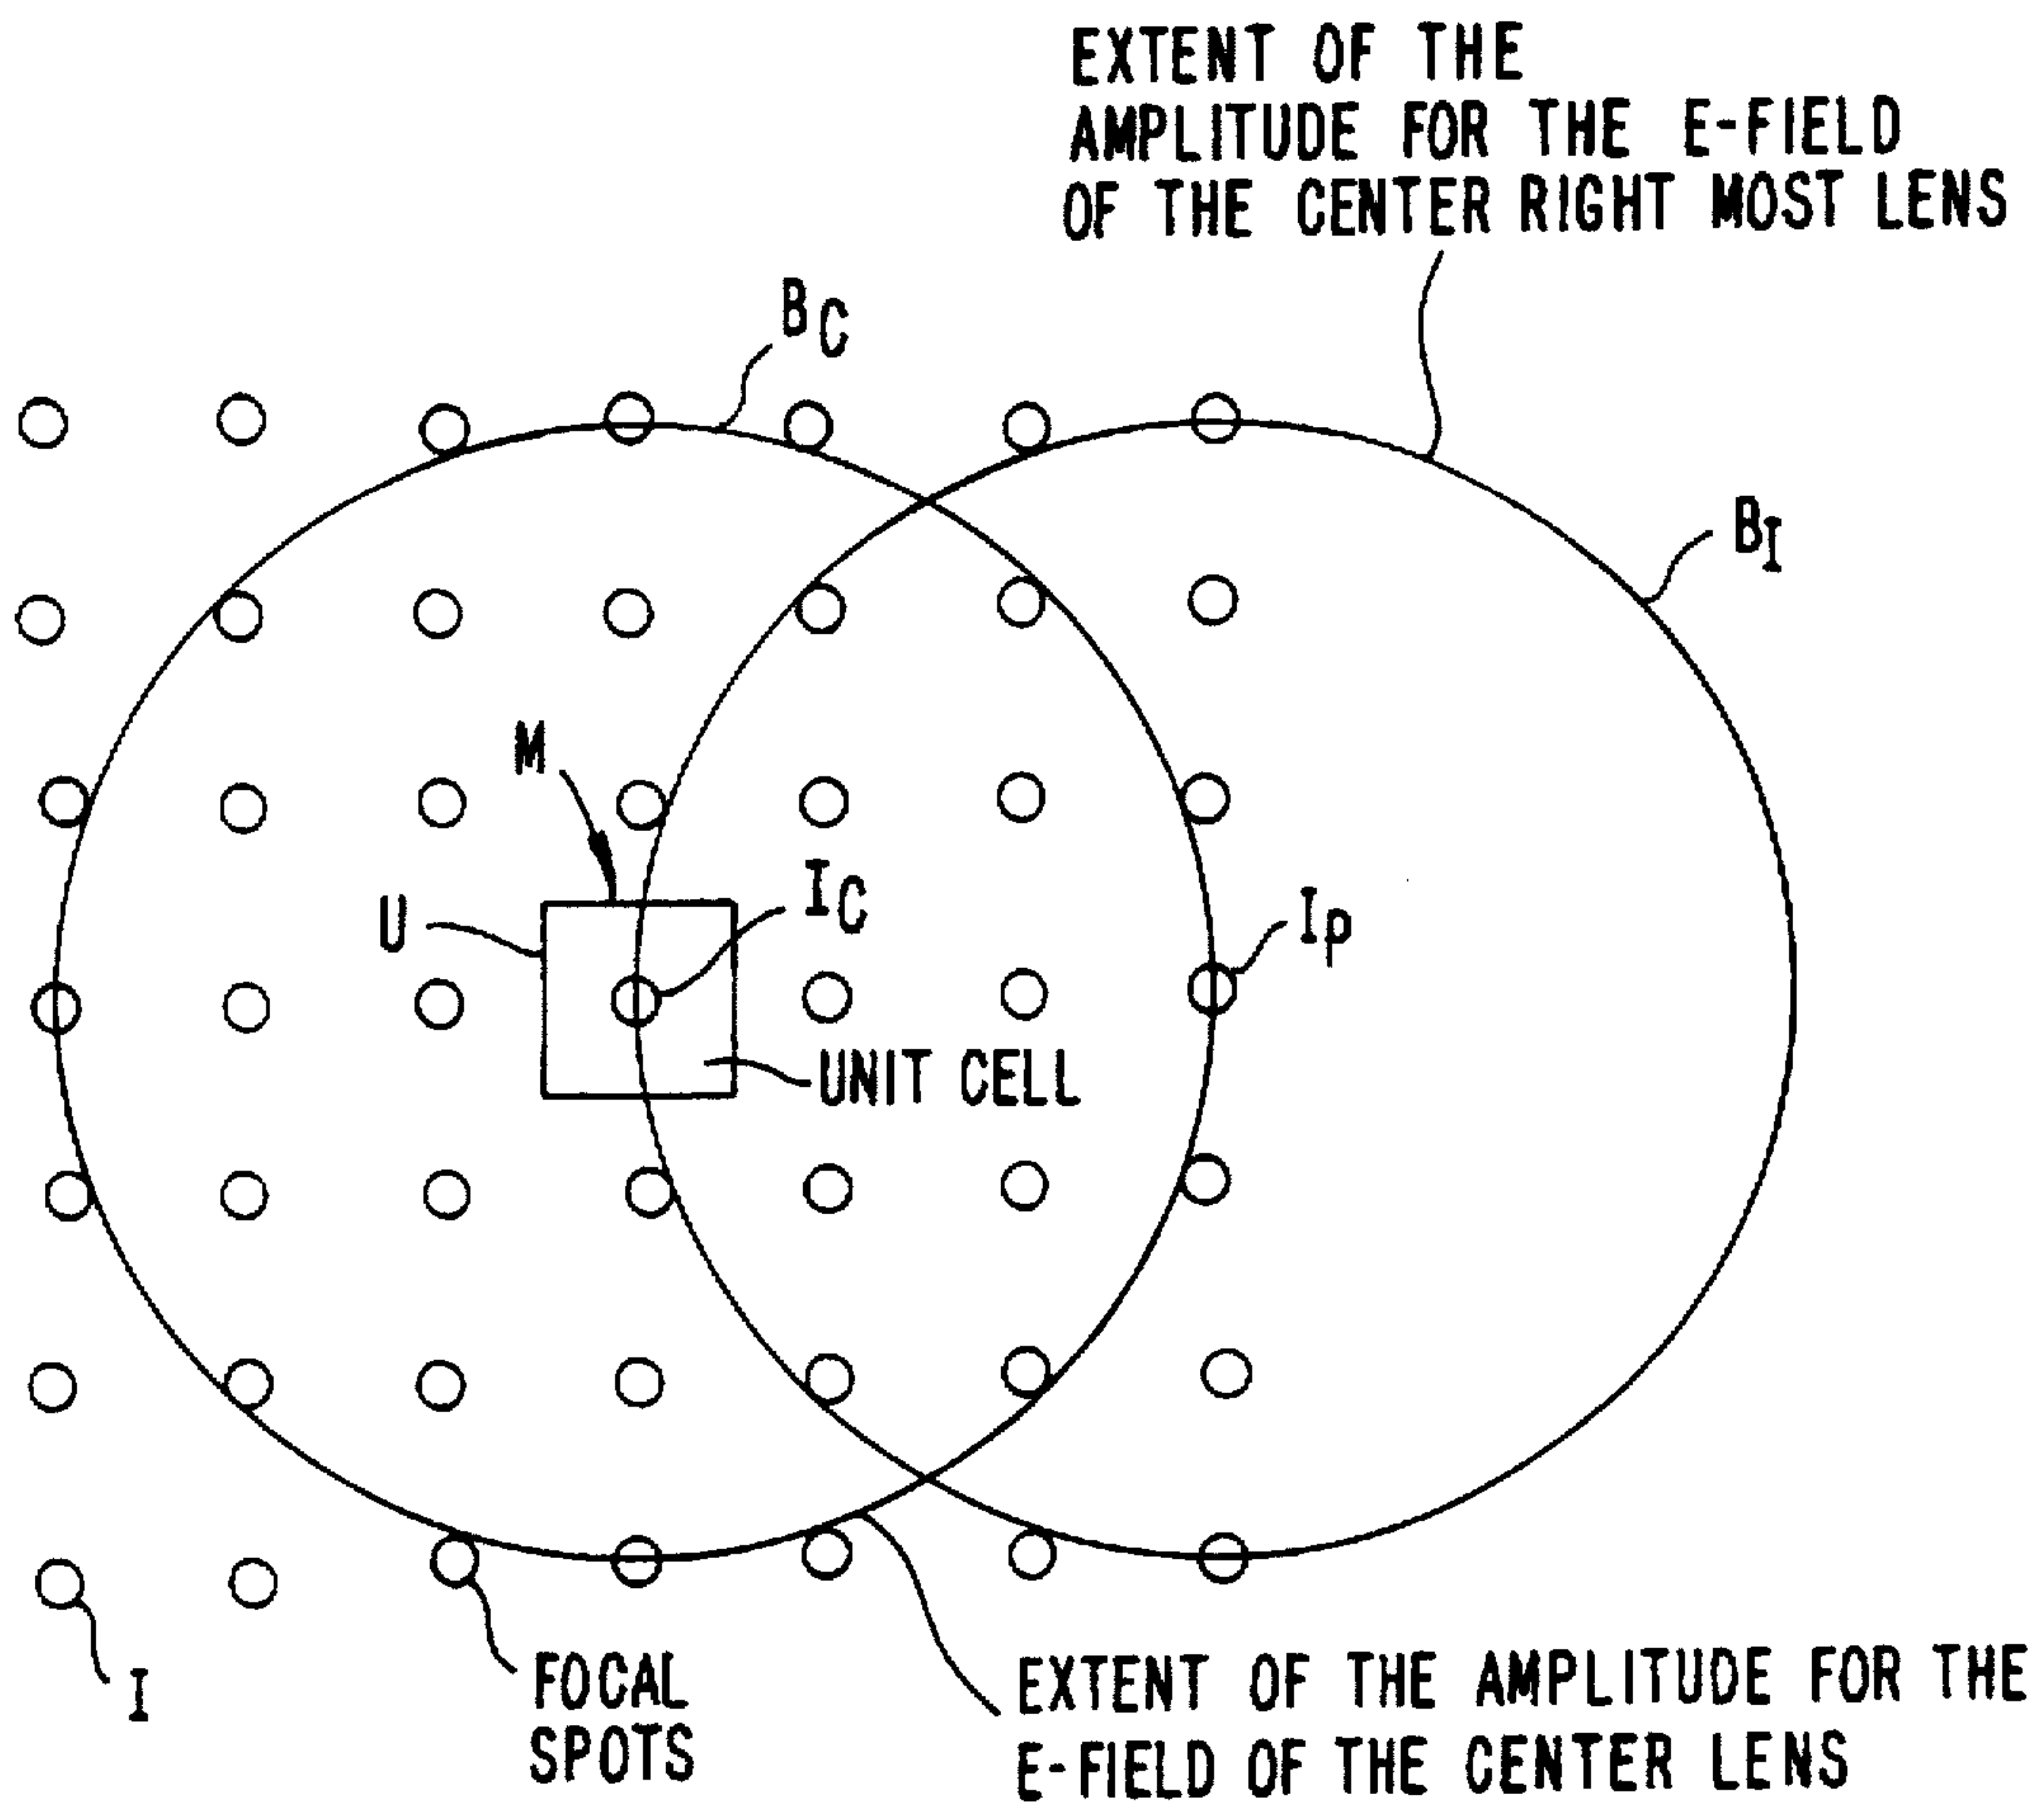 EXTENT OF THE
AMPLITUDE FOR THE E-FIELD
OF THE CENTER RIGHT MOST LENS
BC
BI
M
U
IC
IP
UNIT CELL
I
FOCAL
SPOTS
EXTENT OF THE AMPLITUDE FOR THE
E-FIELD OF THE CENTER LENS